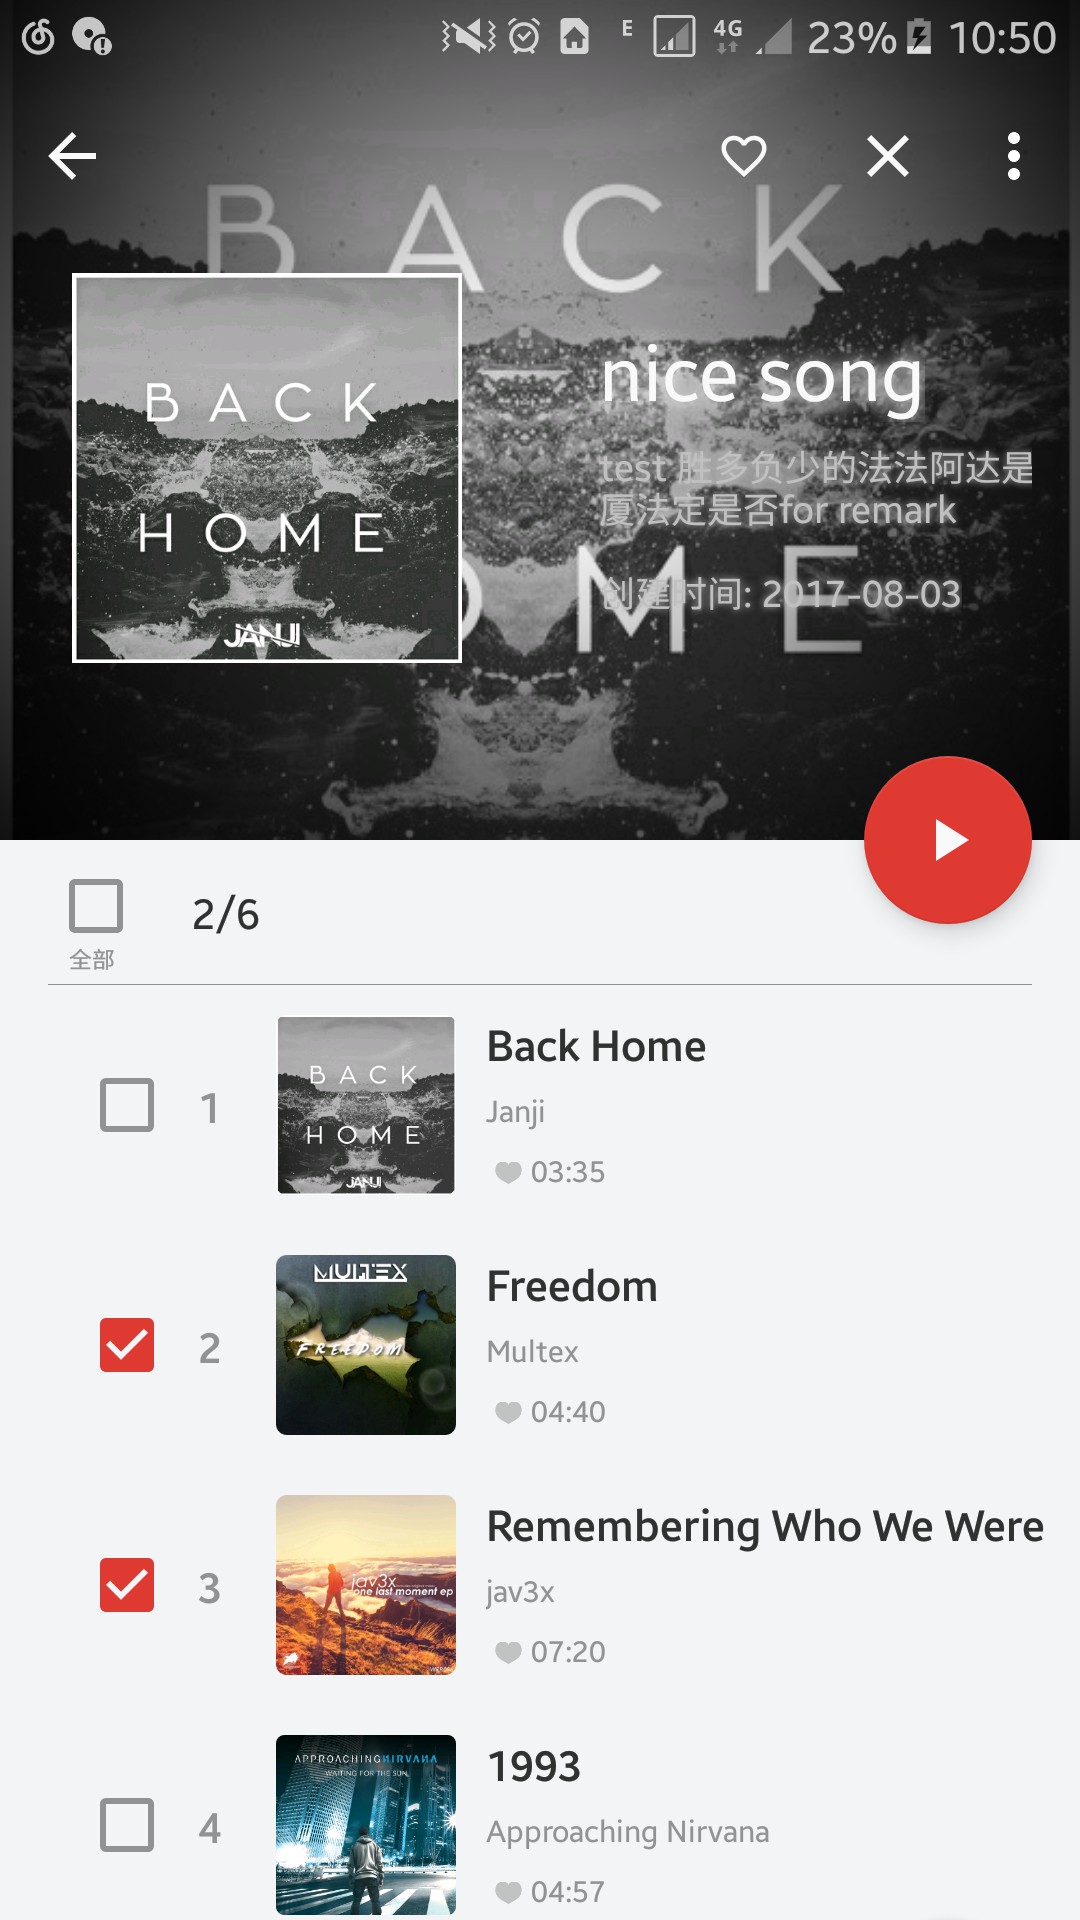 E 4G 23% 10:50
BACK
BACK
HOME
JANJI
nice song
test 胜多负少的法法阿达是
厦法定是否for remark
OME
创建时间: 2017-08-03
2/6
全部
1
BACK
HOME
JANJI
Back Home
Janji
03:35
2
MULTEX
FREEDOM
Freedom
Multex
04:40
3
jav3x
one last moment ep
Remembering Who We Were
jav3x
07:20
4
APPROACHINGNIRVANA
WAITING FOR THE SUN
1993
Approaching Nirvana
04:57